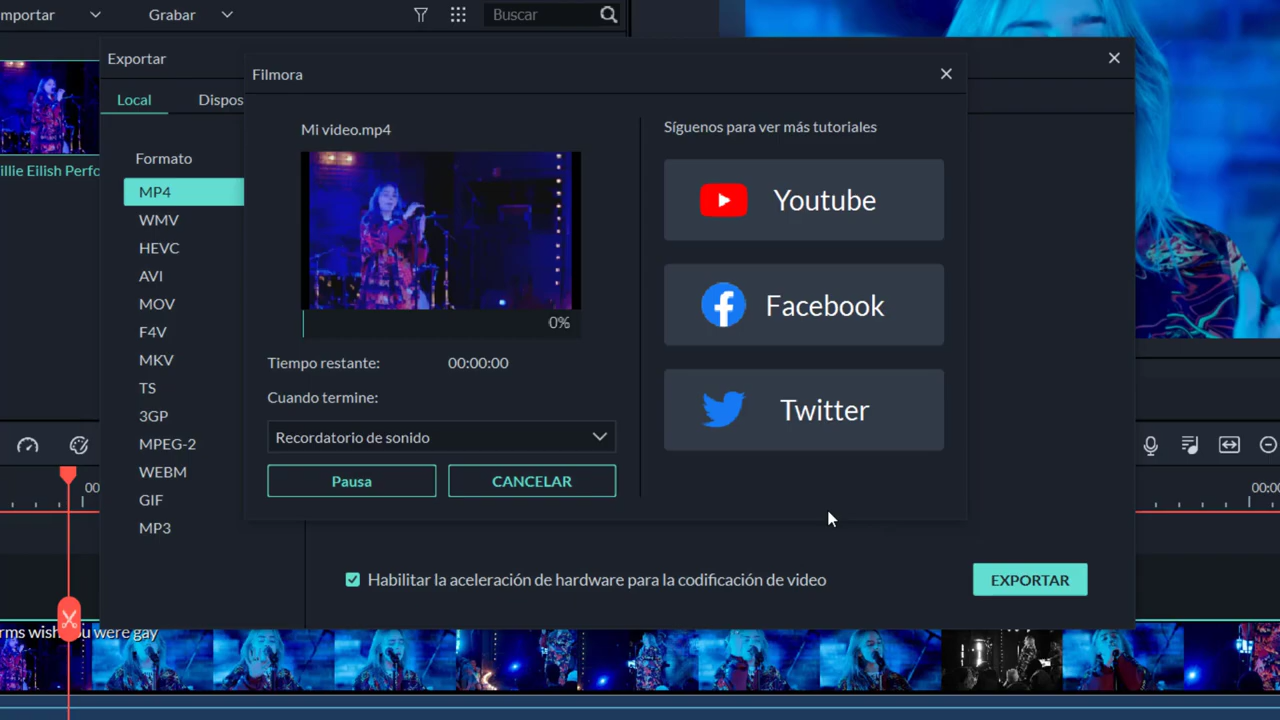 mportar
Grabar
Buscar
Exportar
Filmora
Local
Dispos
Mi video.mp4
Síguenos para ver más tutoriales
Formato
MP4
WMV
HEVC
AVI
MOV
F4V
MKV
TS
3GP
MPEG-2
WEBM
GIF
MP3
illie Eilish Perfo
0%
Tiempo restante: 00:00:00
Cuando termine:
Recordatorio de sonido
Pausa
CANCELAR
Youtube
Facebook
Twitter
00
00:00
Habilitar la aceleración de hardware para la codificación de video
EXPORTAR
rms wish you were gay